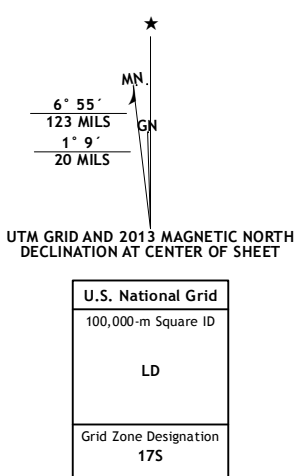 ★
MN.
6° 55´
123 MILS
GN
1° 9´
20 MILS
UTM GRID AND 2013 MAGNETIC NORTH
DECLINATION AT CENTER OF SHEET
U.S. National Grid
100,000-m Square ID
LD
Grid Zone Designation
17S